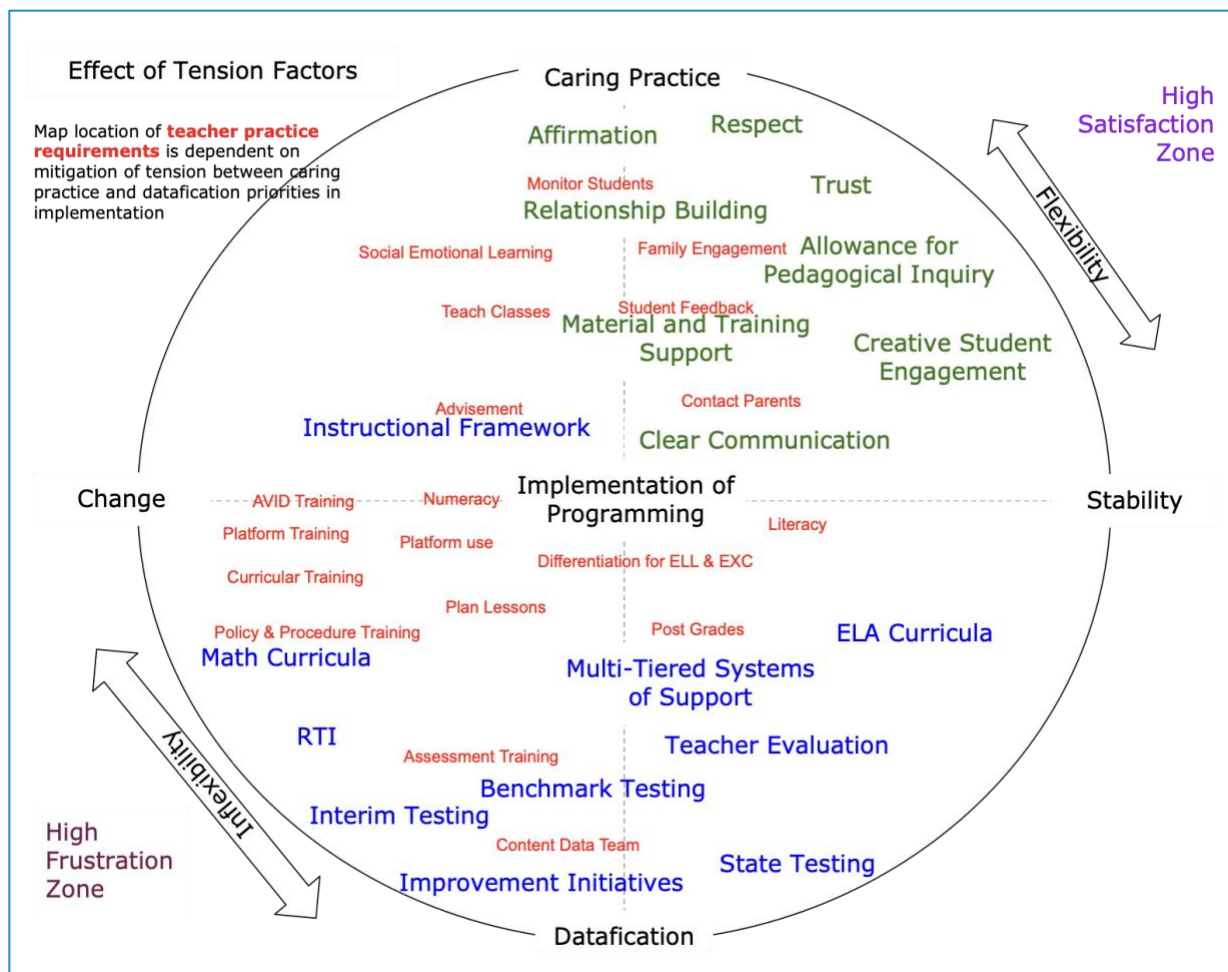 Effect of Tension Factors
Map location of teacher practice
requirements is dependent on
mitigation of tension between caring
practice and datafication priorities in
implementation
Caring Practice
High
Satisfaction
Zone
Flexibility
Affirmation
Respect
Monitor Students
Trust
Relationship Building
Social Emotional Learning
Family Engagement
Allowance for
Pedagogical Inquiry
Teach Classes
Student Feedback
Material and Training
Support
Creative Student
Engagement
Advisement
Contact Parents
Instructional Framework
Clear Communication
Change
AVID Training
Numeracy
Implementation of
Programming
Stability
Literacy
Platform Training
Platform use
Differentiation for ELL & EXC
Curricular Training
Plan Lessons
Policy & Procedure Training
Post Grades
ELA Curricula
Math Curricula
Multi-Tiered Systems
of Support
RTI
Assessment Training
Teacher Evaluation
Benchmark Testing
Interim Testing
Inflexibility
High
Frustration
Zone
Content Data Team
State Testing
Improvement Initiatives
Datafication